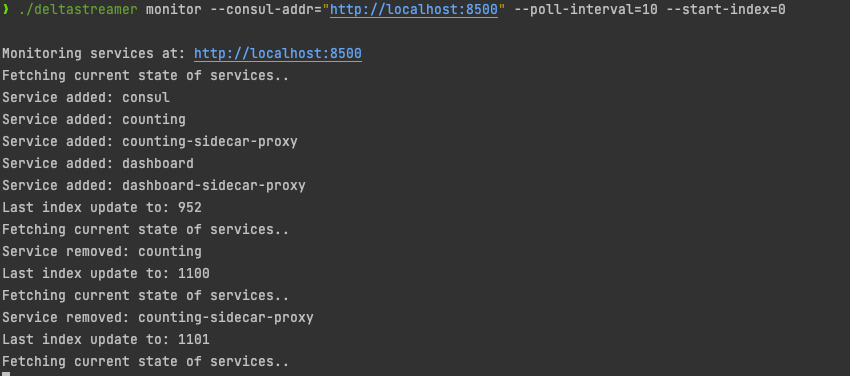 ❯ ./deltastreamer monitor --consul-addr="http://localhost:8500" --poll-interval=10 --start-index=0
Monitoring services at: http://localhost:8500
Fetching current state of services..
Service added: consul
Service added: counting
Service added: counting-sidecar-proxy
Service added: dashboard
Service added: dashboard-sidecar-proxy
Last index update to: 952
Fetching current state of services..
Service removed: counting
Last index update to: 1100
Fetching current state of services..
Service removed: counting-sidecar-proxy
Last index update to: 1101
Fetching current state of services..